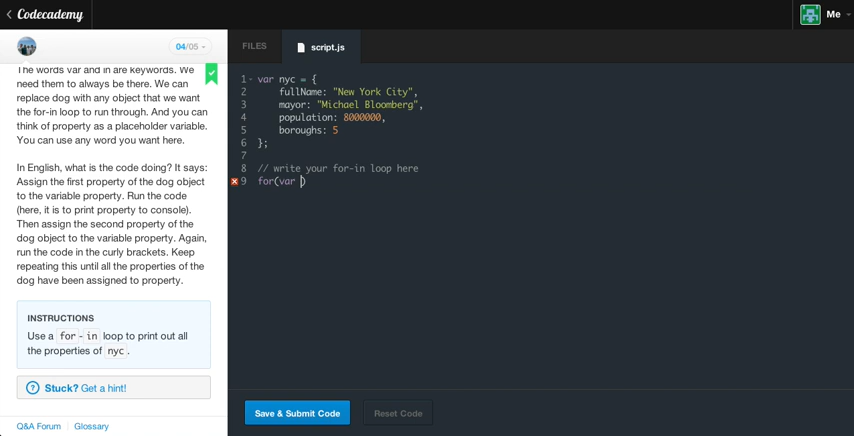 Codecademy
Me
04/05
FILES
script.js
The words var and in are keywords. We
need them to always be there. We can
replace dog with any object that we want
the for-in loop to run through. And you can
think of property as a placeholder variable.
You can use any word you want here.
In English, what is the code doing? It says:
Assign the first property of the dog object
to the variable property. Run the code
(here, it is to print property to console).
Then assign the second property of the
dog object to the variable property. Again,
run the code in the curly brackets. Keep
repeating this until all the properties of the
dog have been assigned to property.
INSTRUCTIONS
Use a for-in loop to print out all
the properties of nyc.
? Stuck? Get a hint!
Q&A Forum Glossary
1 var nyc = {
2 fullName: "New York City",
3 mayor: "Michael Bloomberg",
4 population: 8000000,
5 boroughs: 5
6 };
7
8 // write your for-in loop here
9 for(var )
Save & Submit Code
Reset Code